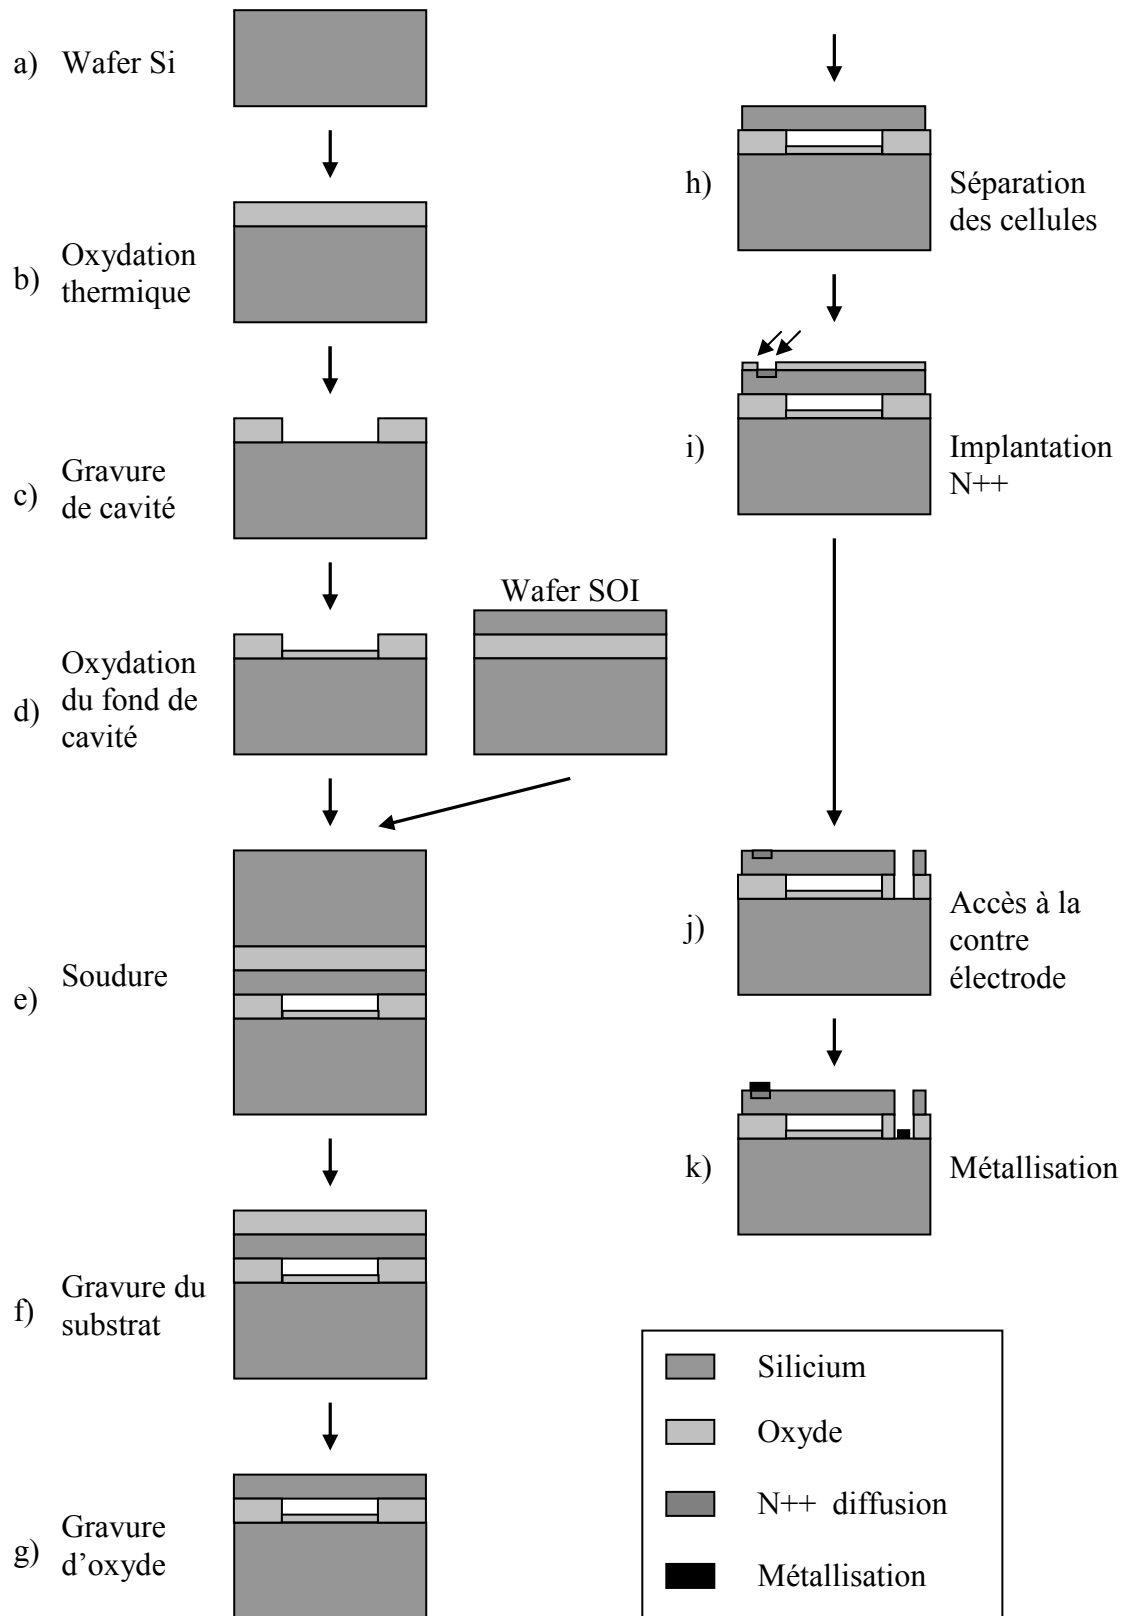 a) Wafer Si
b) Oxydation
thermique
c) Gravure
de cavité
d) Oxydation
du fond de
cavité
Wafer SOI
e) Soudure
f) Gravure du
substrat
g) Gravure
d’oxyde
h) Séparation
des cellules
i) Implantation
N++
j) Accès à la
contre
électrode
k) Métallisation
Silicium
Oxyde
N++ diffusion
Métallisation